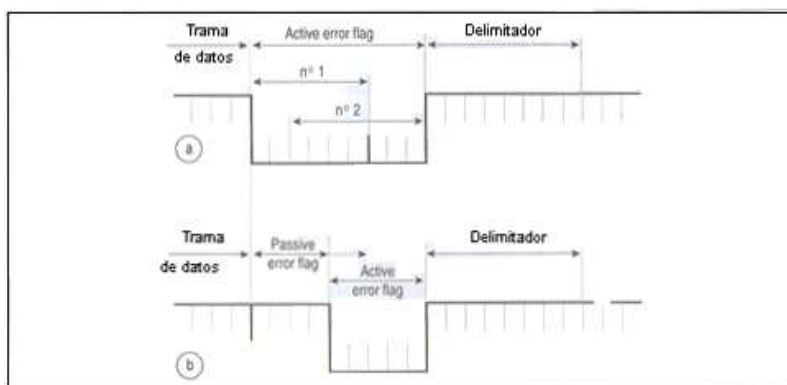 Trama Active error flag Delimitador
de datos
nº 1
nº 2
a
Trama Passive Delimitador
de datos error flag
Active
error flag
b